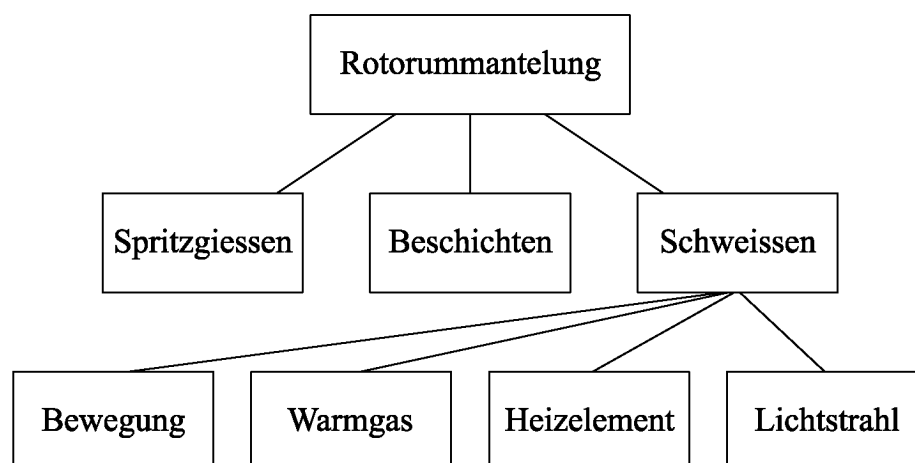 Rotorummantelung
Spritzgiessen
Beschichten
Schweissen
Bewegung
Warmgas
Heizelement
Lichtstrahl